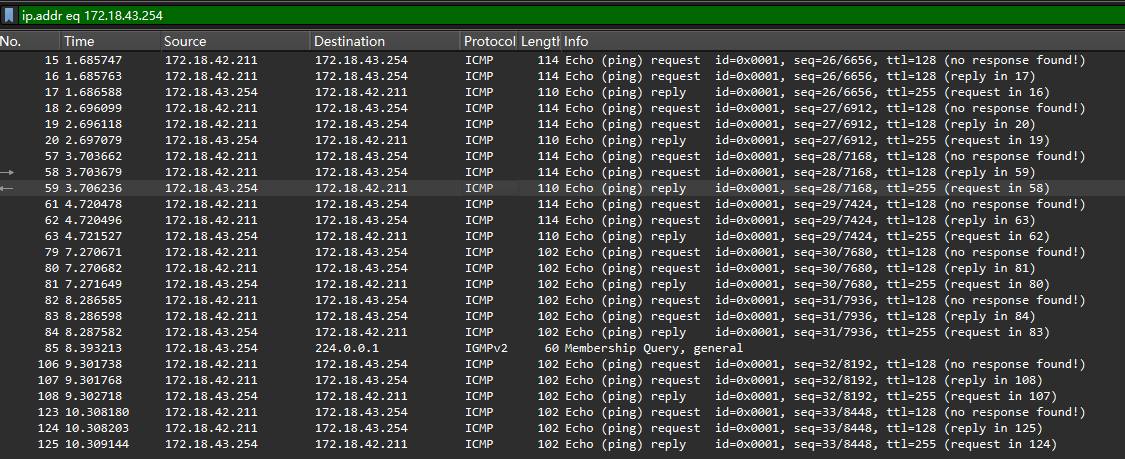 ip.addr eq 172.18.43.254
No. Time Source Destination Protocol Length Info
15 1.685747 172.18.42.211 172.18.43.254 ICMP 114 Echo (ping) request id=0x0001, seq=26/6656, ttl=128 (no response found!)
16 1.685763 172.18.42.211 172.18.43.254 ICMP 114 Echo (ping) request id=0x0001, seq=26/6656, ttl=128 (reply in 17)
17 1.686588 172.18.43.254 172.18.42.211 ICMP 110 Echo (ping) reply id=0x0001, seq=26/6656, ttl=255 (request in 16)
18 2.696099 172.18.42.211 172.18.43.254 ICMP 114 Echo (ping) request id=0x0001, seq=27/6912, ttl=128 (no response found!)
19 2.696118 172.18.42.211 172.18.43.254 ICMP 114 Echo (ping) request id=0x0001, seq=27/6912, ttl=128 (reply in 20)
20 2.697079 172.18.43.254 172.18.42.211 ICMP 110 Echo (ping) reply id=0x0001, seq=27/6912, ttl=255 (request in 19)
57 3.703662 172.18.42.211 172.18.43.254 ICMP 114 Echo (ping) request id=0x0001, seq=28/7168, ttl=128 (no response found!)
58 3.703679 172.18.42.211 172.18.43.254 ICMP 114 Echo (ping) request id=0x0001, seq=28/7168, ttl=128 (reply in 59)
59 3.706236 172.18.43.254 172.18.42.211 ICMP 110 Echo (ping) reply id=0x0001, seq=28/7168, ttl=255 (request in 58)
61 4.720478 172.18.42.211 172.18.43.254 ICMP 114 Echo (ping) request id=0x0001, seq=29/7424, ttl=128 (no response found!)
62 4.720496 172.18.42.211 172.18.43.254 ICMP 114 Echo (ping) request id=0x0001, seq=29/7424, ttl=128 (reply in 63)
63 4.721527 172.18.43.254 172.18.42.211 ICMP 110 Echo (ping) reply id=0x0001, seq=29/7424, ttl=255 (request in 62)
79 7.270671 172.18.42.211 172.18.43.254 ICMP 102 Echo (ping) request id=0x0001, seq=30/7680, ttl=128 (no response found!)
80 7.270682 172.18.42.211 172.18.43.254 ICMP 102 Echo (ping) request id=0x0001, seq=30/7680, ttl=128 (reply in 81)
81 7.271649 172.18.43.254 172.18.42.211 ICMP 102 Echo (ping) reply id=0x0001, seq=30/7680, ttl=255 (request in 80)
82 8.286585 172.18.42.211 172.18.43.254 ICMP 102 Echo (ping) request id=0x0001, seq=31/7936, ttl=128 (no response found!)
83 8.286598 172.18.42.211 172.18.43.254 ICMP 102 Echo (ping) request id=0x0001, seq=31/7936, ttl=128 (reply in 84)
84 8.287582 172.18.43.254 172.18.42.211 ICMP 102 Echo (ping) reply id=0x0001, seq=31/7936, ttl=255 (request in 83)
85 8.393213 172.18.43.254 224.0.0.1 IGMPv2 60 Membership Query, general
106 9.301738 172.18.42.211 172.18.43.254 ICMP 102 Echo (ping) request id=0x0001, seq=32/8192, ttl=128 (no response found!)
107 9.301768 172.18.42.211 172.18.43.254 ICMP 102 Echo (ping) request id=0x0001, seq=32/8192, ttl=128 (reply in 108)
108 9.302718 172.18.43.254 172.18.42.211 ICMP 102 Echo (ping) reply id=0x0001, seq=32/8192, ttl=255 (request in 107)
123 10.308180 172.18.42.211 172.18.43.254 ICMP 102 Echo (ping) request id=0x0001, seq=33/8448, ttl=128 (no response found!)
124 10.308203 172.18.42.211 172.18.43.254 ICMP 102 Echo (ping) request id=0x0001, seq=33/8448, ttl=128 (reply in 125)
125 10.309144 172.18.43.254 172.18.42.211 ICMP 102 Echo (ping) reply id=0x0001, seq=33/8448, ttl=255 (request in 124)